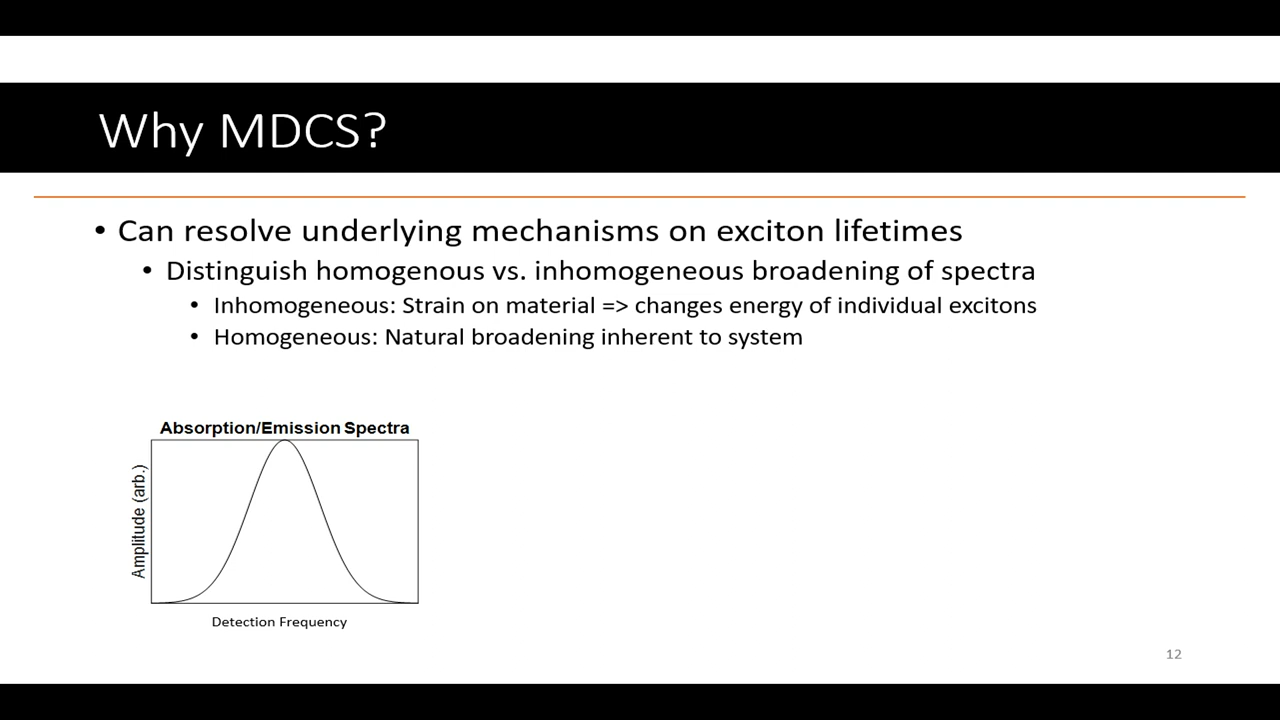 Why MDCS?
• Can resolve underlying mechanisms on exciton lifetimes
• Distinguish homogenous vs. inhomogeneous broadening of spectra
• Inhomogeneous: Strain on material => changes energy of individual excitons
• Homogeneous: Natural broadening inherent to system
Absorption/Emission Spectra
Amplitude (arb.)
Detection Frequency
12